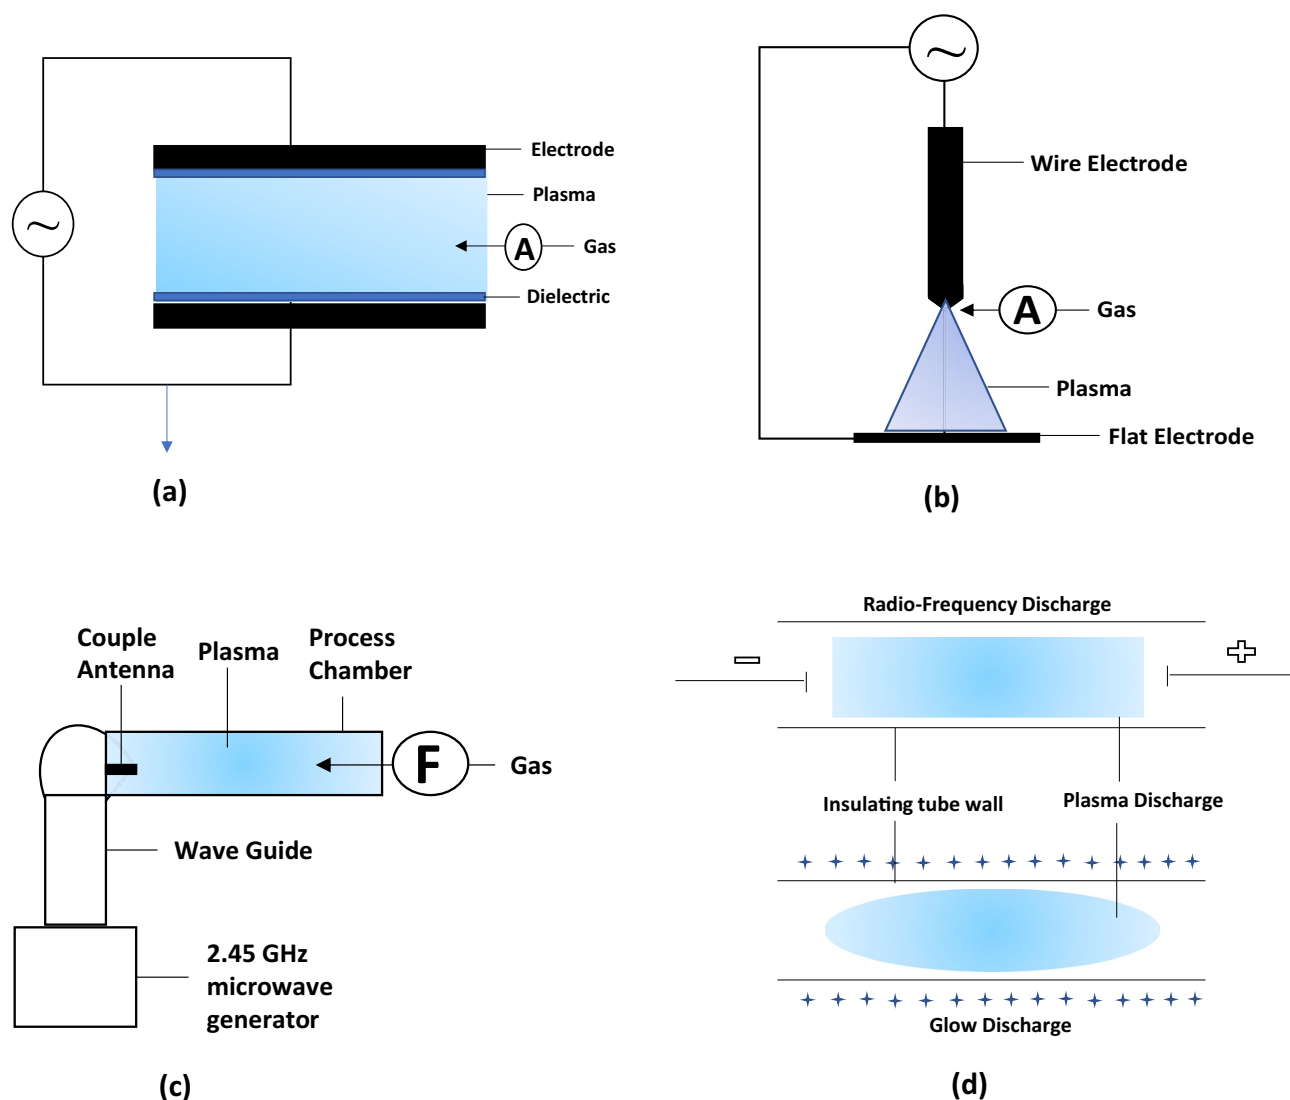 Electrode
Plasma
A
Gas
Dielectric
(a)
~
Wire Electrode
A
Gas
Plasma
Flat Electrode
(b)
~
Couple
Antenna
Plasma
Process
Chamber
F
Gas
Wave Guide
2.45 GHz
microwave
generator
(c)
Radio-Frequency Discharge
−
+
Insulating tube wall
Plasma Discharge
Glow Discharge
(d)